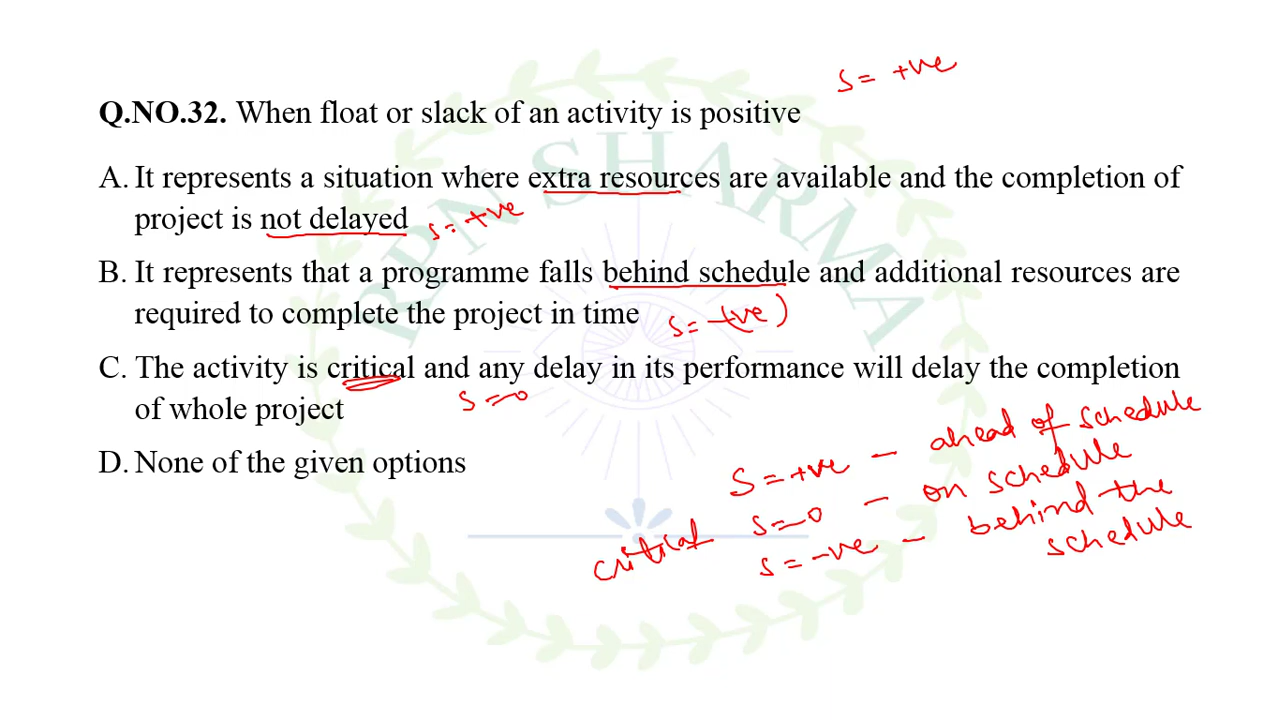 s = +ve
Q.NO.32. When float or slack of an activity is positive
A. It represents a situation where extra resources are available and the completion of
project is not delayed s = +ve
B. It represents that a programme falls behind schedule and additional resources are
required to complete the project in time s = -ve)
C. The activity is critical and any delay in its performance will delay the completion
of whole project s = 0
D. None of the given options
S = +ve – ahead of schedule
critical s = 0 – on schedule
s = -ve – behind the
schedule
RPN SHARMA